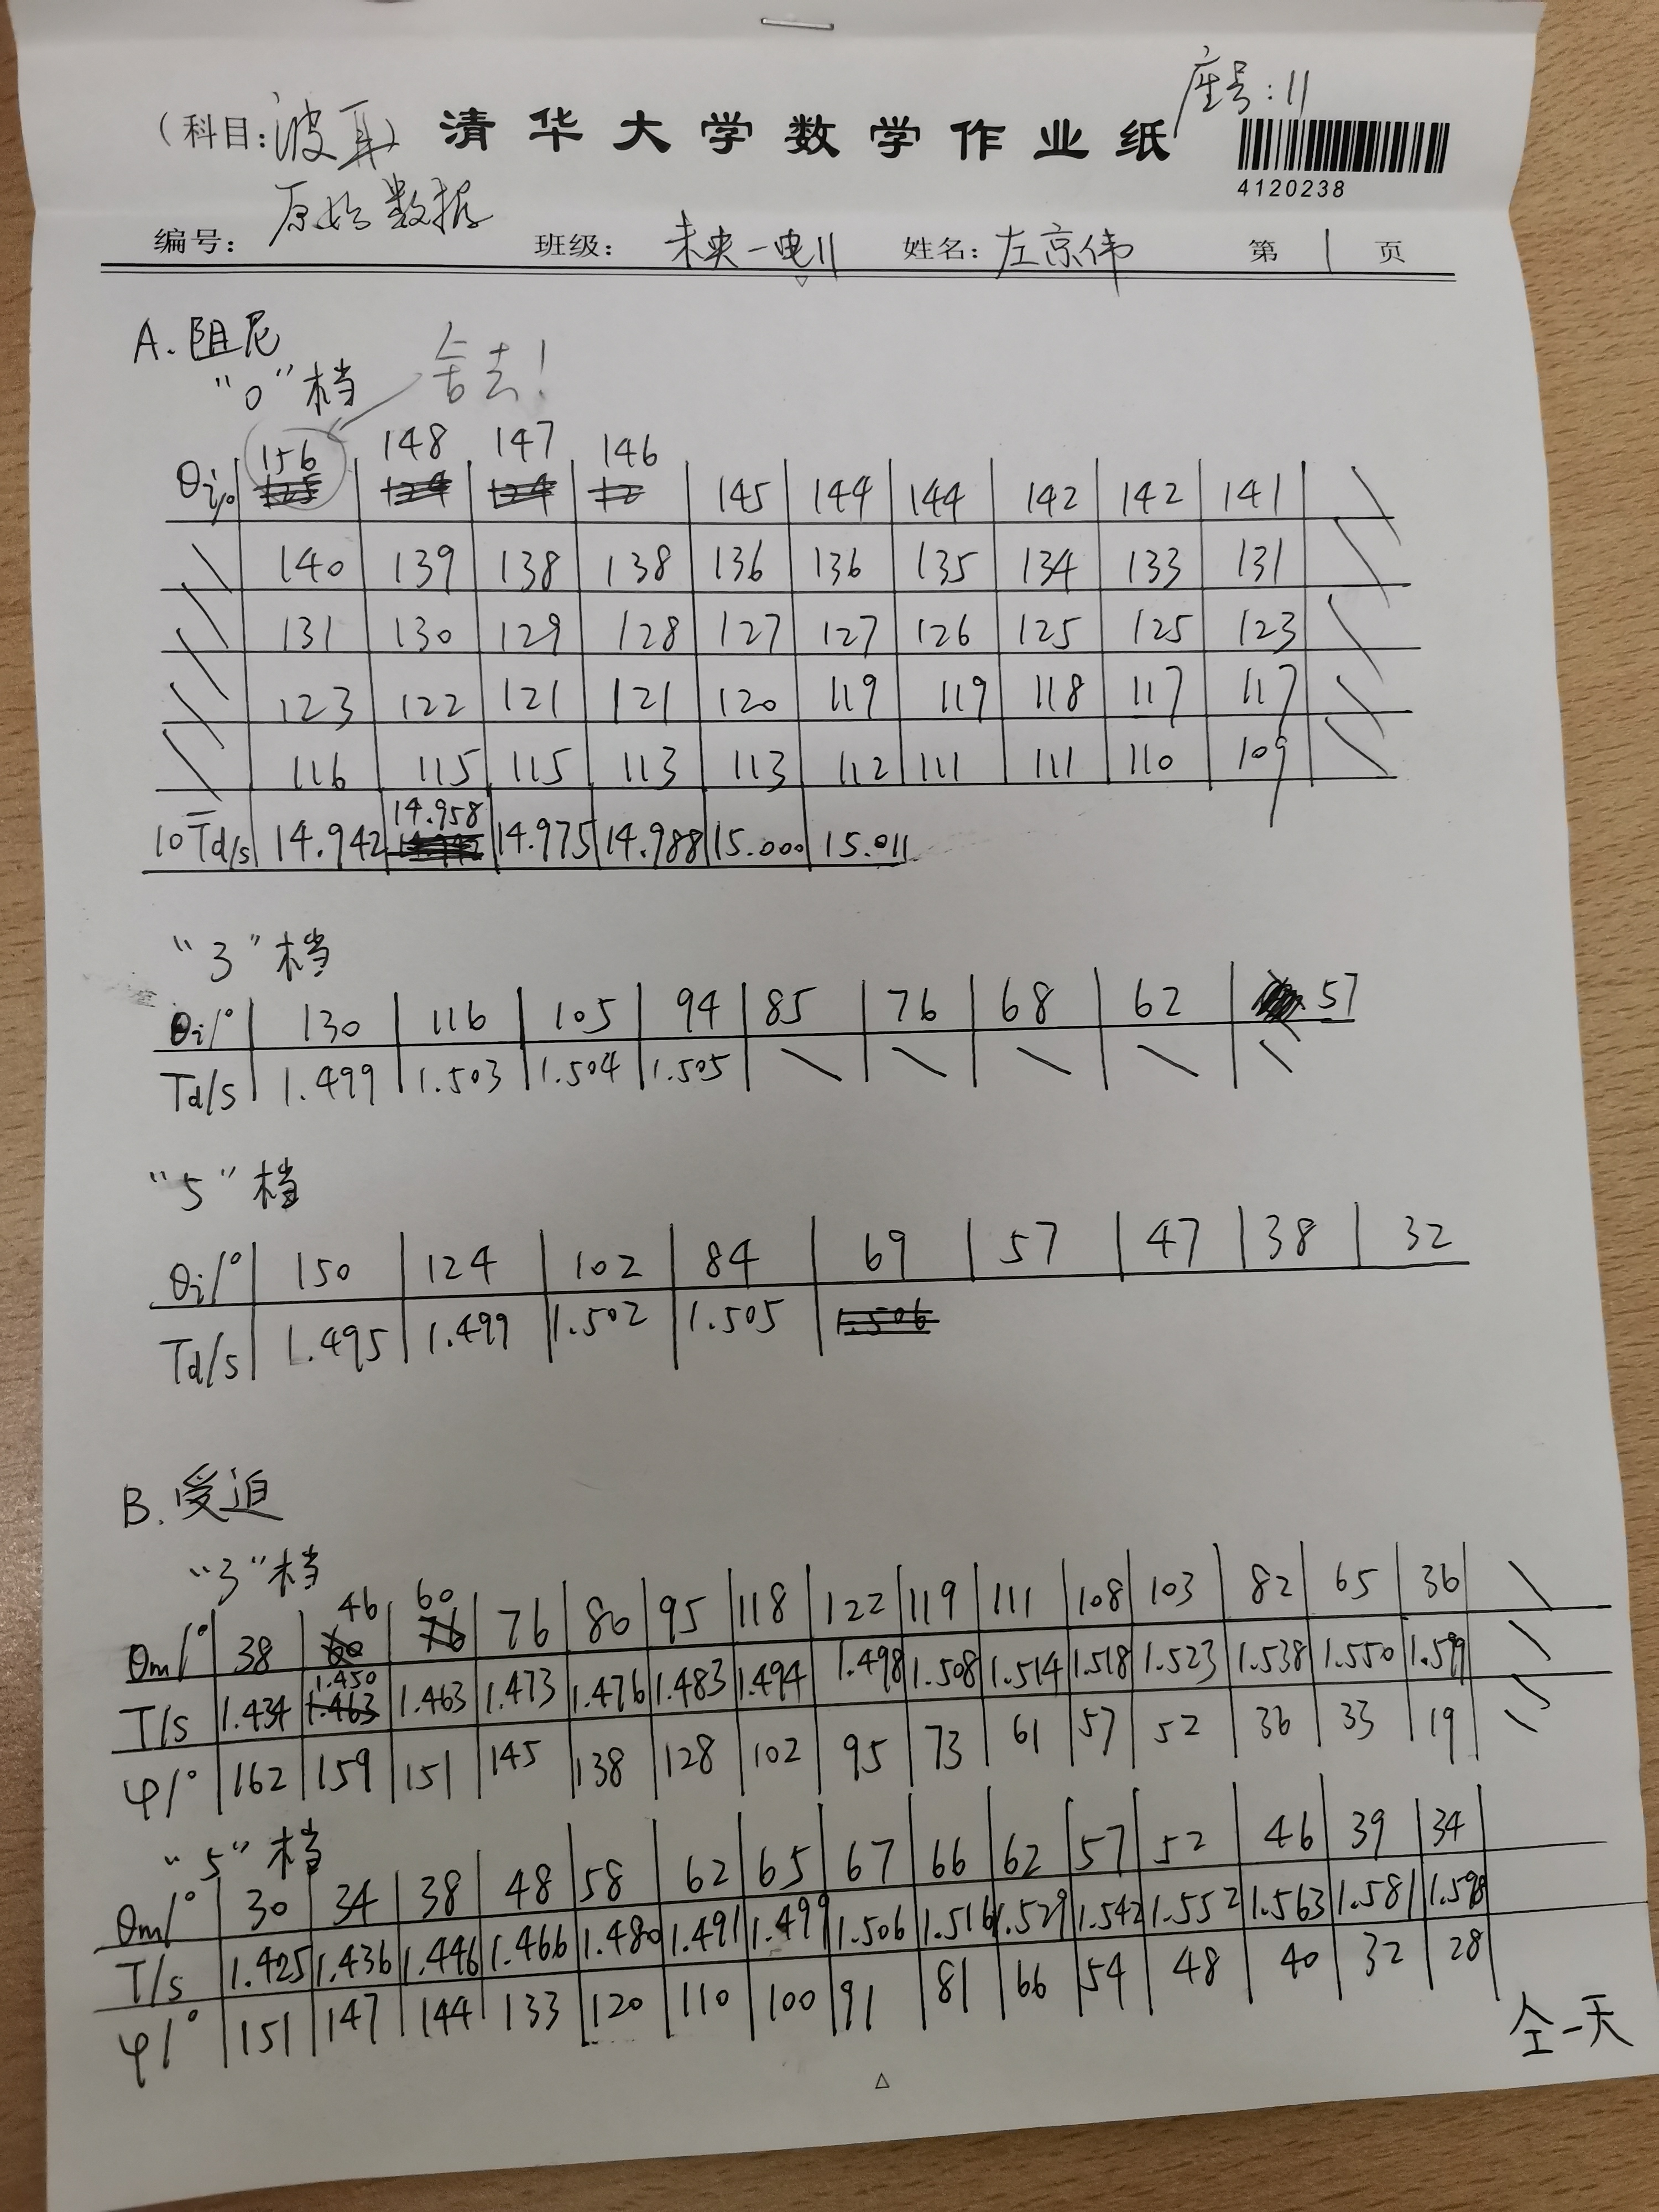 座号:11
(科目:波耳) 清华大学数学作业纸
4120238
原始数据
编号: 班级: 未央-电11 姓名: 左京伟 第 1 页
A. 阻尼
舍去!
"0"档
θi/° 156 148 147 146 145 144 144 142 142 141
140 139 138 138 136 136 135 134 133 131
131 130 129 128 127 127 126 125 125 123
123 122 121 121 120 119 119 118 117 117
116 115 115 113 113 112 111 111 110 109
10T̅d/s 14.942 14.958 14.975 14.988 15.000 15.011
"3"档
θi/° 130 116 105 94 85 76 68 62 57
Td/s 1.499 1.503 1.504 1.505
"5"档
θi/° 150 124 102 84 69 57 47 38 32
Td/s 1.495 1.499 1.502 1.505 1.506
B. 受迫
"3"档
θm/° 38 46 60 76 80 95 118 122 119 111 108 103 82 65 36
T/s 1.434 1.450 1.463 1.473 1.476 1.483 1.494 1.498 1.508 1.514 1.518 1.523 1.538 1.550 1.599
φ/° 162 159 151 145 138 128 102 95 73 61 57 52 36 33 19
"5"档
θm/° 30 34 38 48 58 62 65 67 66 62 57 52 46 39 34
T/s 1.425 1.436 1.446 1.466 1.480 1.491 1.499 1.506 1.516 1.529 1.542 1.552 1.563 1.581 1.598
φ/° 151 147 144 133 120 110 100 91 81 66 54 48 40 32 28